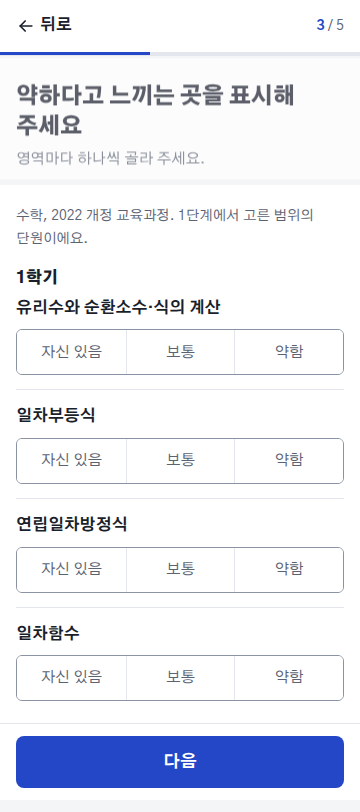 ← 뒤로
3 / 5
약하다고 느끼는 곳을 표시해
주세요
영역마다 하나씩 골라 주세요.
수학, 2022 개정 교육과정. 1단계에서 고른 범위의
단원이에요.
1학기
유리수와 순환소수·식의 계산
자신 있음 보통 약함
일차부등식
자신 있음 보통 약함
연립일차방정식
자신 있음 보통 약함
일차함수
자신 있음 보통 약함
다음